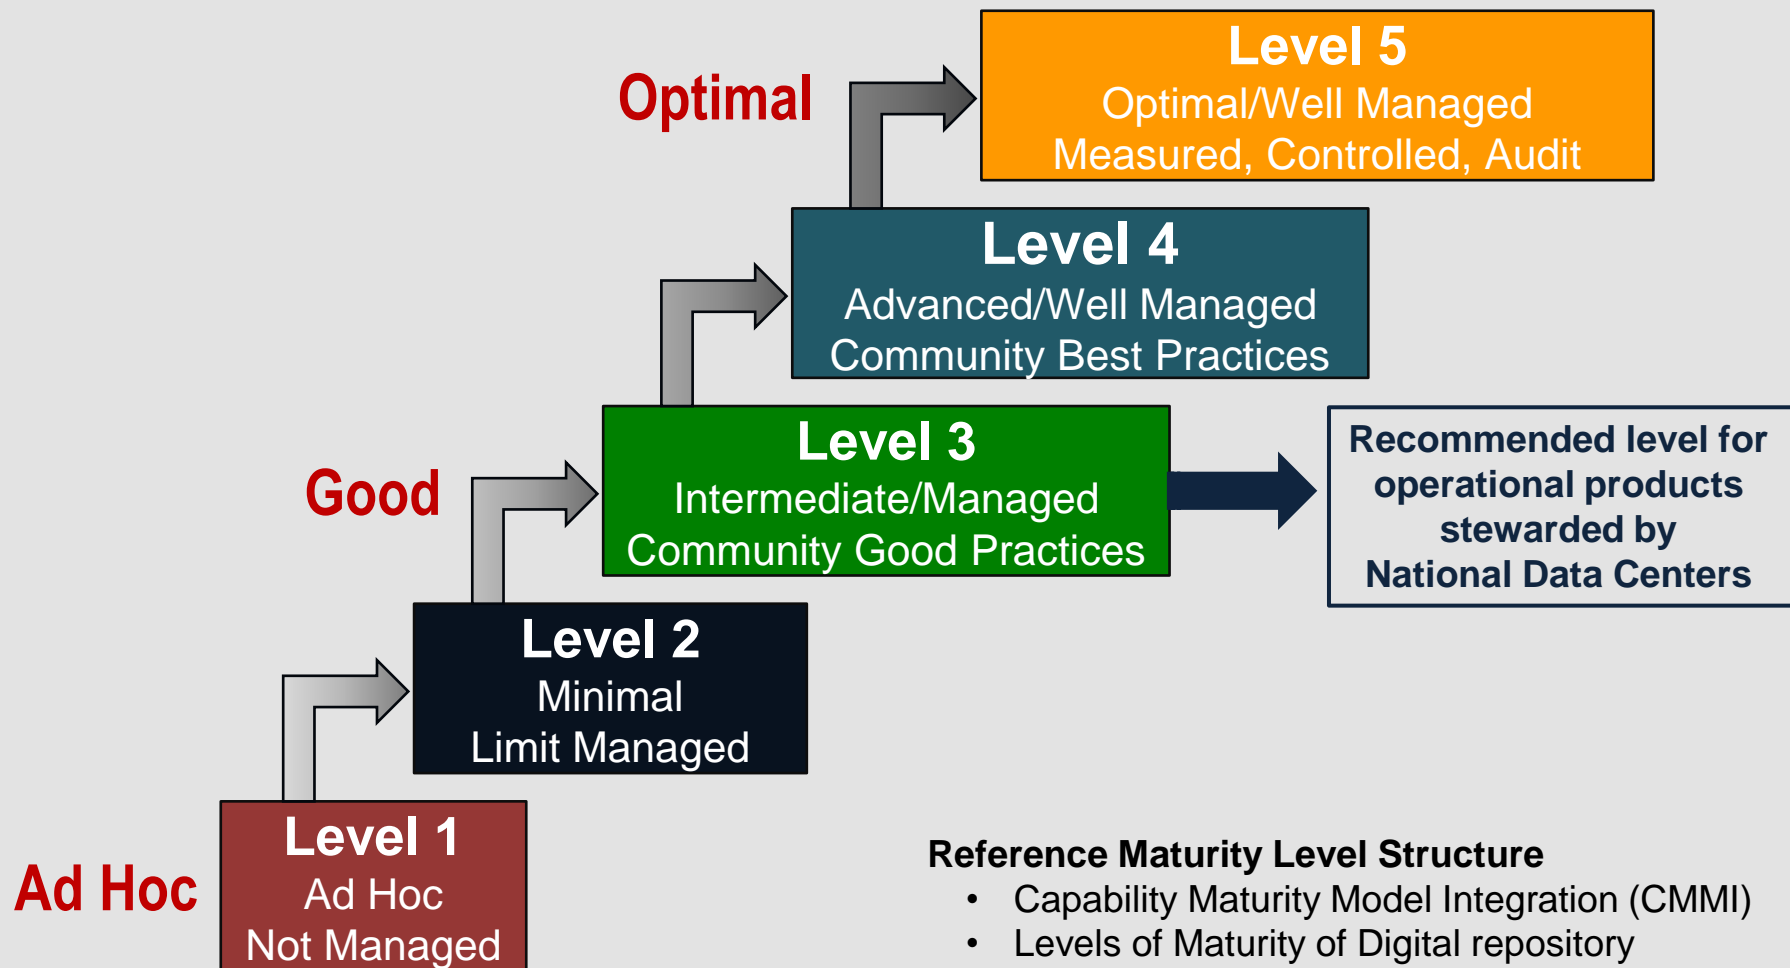 Optimal
Level 5
Optimal/Well Managed
Measured, Controlled, Audit
Level 4
Advanced/Well Managed
Community Best Practices
Good
Level 3
Intermediate/Managed
Community Good Practices
Recommended level for
operational products
stewarded by
National Data Centers
Level 2
Minimal
Limit Managed
Ad Hoc
Level 1
Ad Hoc
Not Managed
Reference Maturity Level Structure
• Capability Maturity Model Integration (CMMI)
• Levels of Maturity of Digital repository